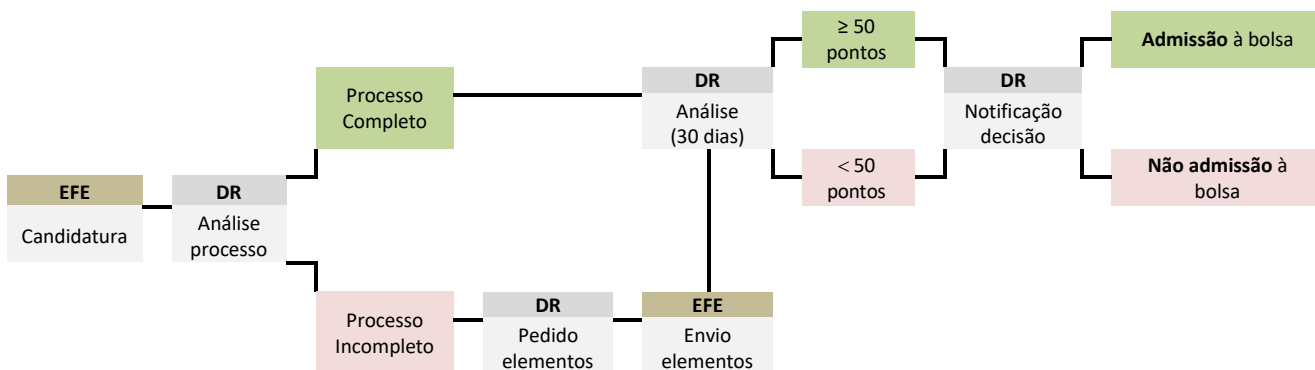 EFE
Candidatura
DR
Análise
processo
Processo
Completo
Processo
Incompleto
DR
Pedido
elementos
EFE
Envio
elementos
DR
Análise
(30 dias)
≥ 50
pontos
< 50
pontos
DR
Notificação
decisão
Admissão à bolsa
Não admissão à
bolsa